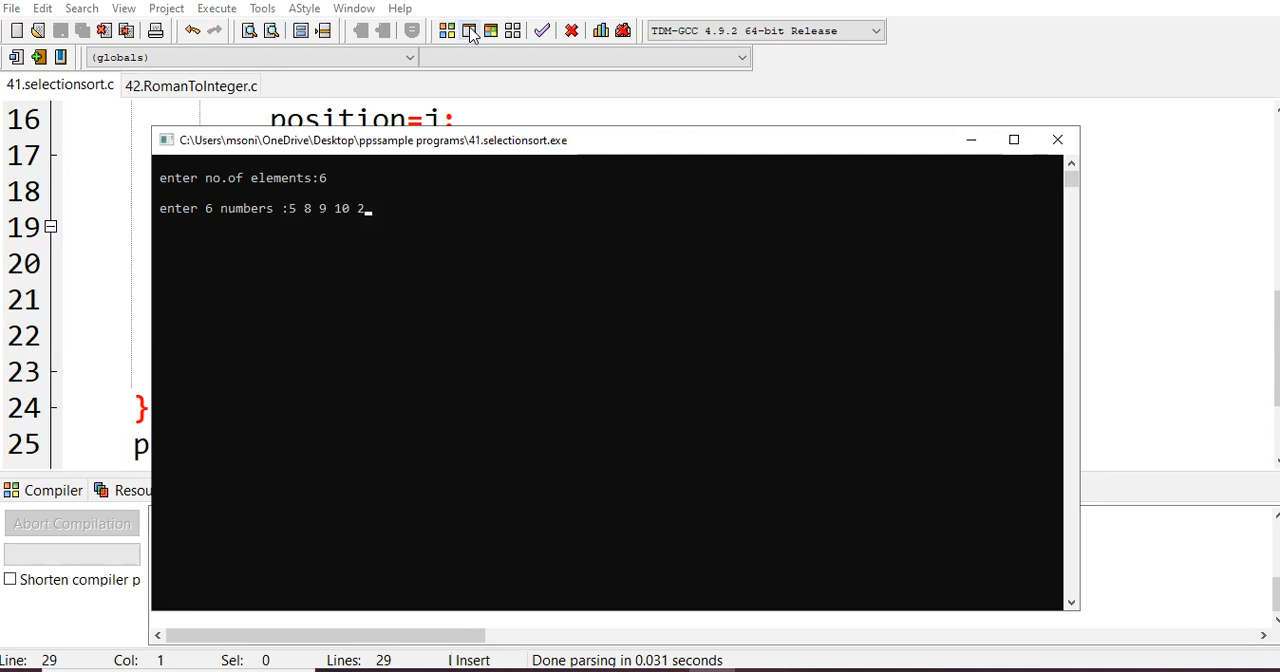 File Edit Search View Project Execute Tools AStyle Window Help
TDM-GCC 4.9.2 64-bit Release
(globals)
41.selectionsort.c 42.RomanToInteger.c
16 position=j;
C:\Users\msoni\OneDrive\Desktop\ppssample programs\41.selectionsort.exe
17
enter no.of elements:6
18
enter 6 numbers :5 8 9 10 2
19
20
21
22
23
24 }
25 p
Compiler Resou
Abort Compilation
Shorten compiler p
Line: 29 Col: 1 Sel: 0 Lines: 29 Insert Done parsing in 0.031 seconds